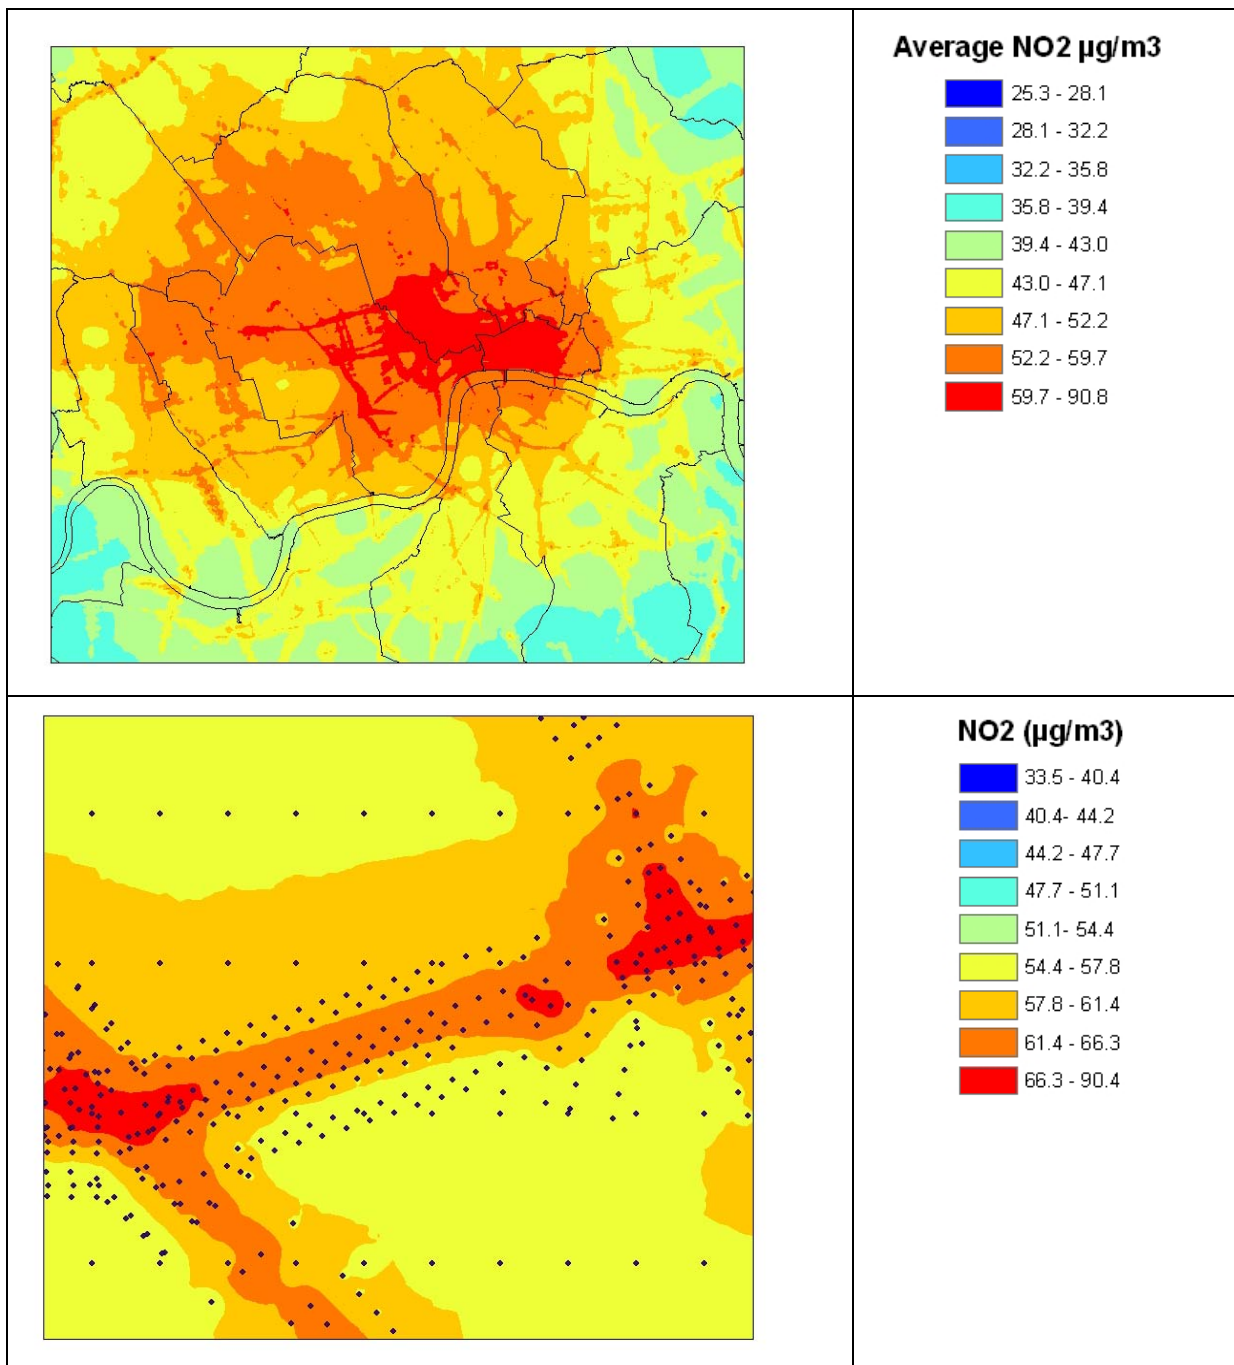 Average NO2 µg/m3
25.3 - 28.1
28.1 - 32.2
32.2 - 35.8
35.8 - 39.4
39.4 - 43.0
43.0 - 47.1
47.1 - 52.2
52.2 - 59.7
59.7 - 90.8
NO2 (µg/m3)
33.5 - 40.4
40.4- 44.2
44.2 - 47.7
47.7 - 51.1
51.1- 54.4
54.4 - 57.8
57.8 - 61.4
61.4 - 66.3
66.3 - 90.4